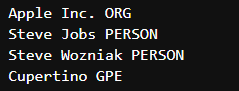 Apple Inc. ORG
Steve Jobs PERSON
Steve Wozniak PERSON
Cupertino GPE